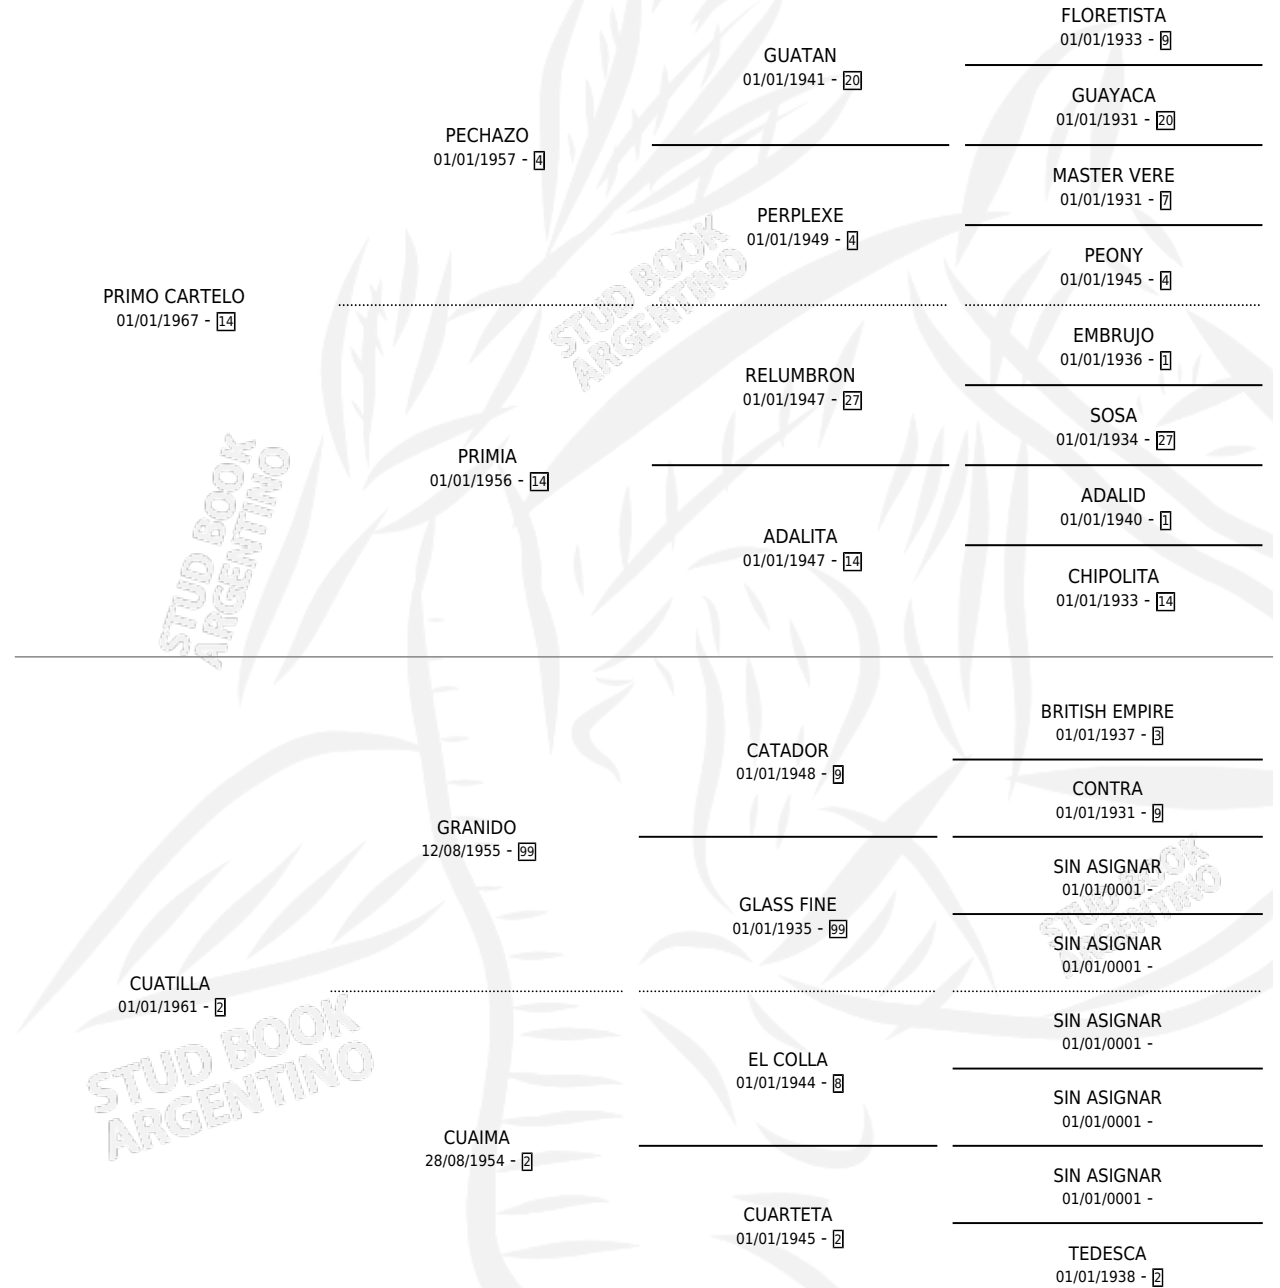 FLORETISTA
01/01/1933 - 9
GUATAN
01/01/1941 - 20
GUAYACA
01/01/1931 - 20
PECHAZO
01/01/1957 - 4
MASTER VERE
01/01/1931 - 7
PERPLEXE
01/01/1949 - 4
PEONY
01/01/1945 - 4
PRIMO CARTELO
01/01/1967 - 14
EMBRUJO
01/01/1936 - 1
RELUMBRON
01/01/1947 - 27
SOSA
01/01/1934 - 27
PRIMIA
01/01/1956 - 14
ADALID
01/01/1940 - 1
ADALITA
01/01/1947 - 14
CHIPOLITA
01/01/1933 - 14
BRITISH EMPIRE
01/01/1937 - 3
CATADOR
01/01/1948 - 9
CONTRA
01/01/1931 - 9
GRANIDO
12/08/1955 - 99
SIN ASIGNAR
01/01/0001 -
GLASS FINE
01/01/1935 - 99
SIN ASIGNAR
01/01/0001 -
CUATILLA
01/01/1961 - 2
SIN ASIGNAR
01/01/0001 -
EL COLLA
01/01/1944 - 8
SIN ASIGNAR
01/01/0001 -
CUAIMA
28/08/1954 - 2
SIN ASIGNAR
01/01/0001 -
CUARTETA
01/01/1945 - 2
TEDESCA
01/01/1938 - 2
STUD BOOK
ARGENTINO
STUD BOOK
ARGENTINO
STUD BOOK
ARGENTINO
STUD BOOK
ARGENTINO